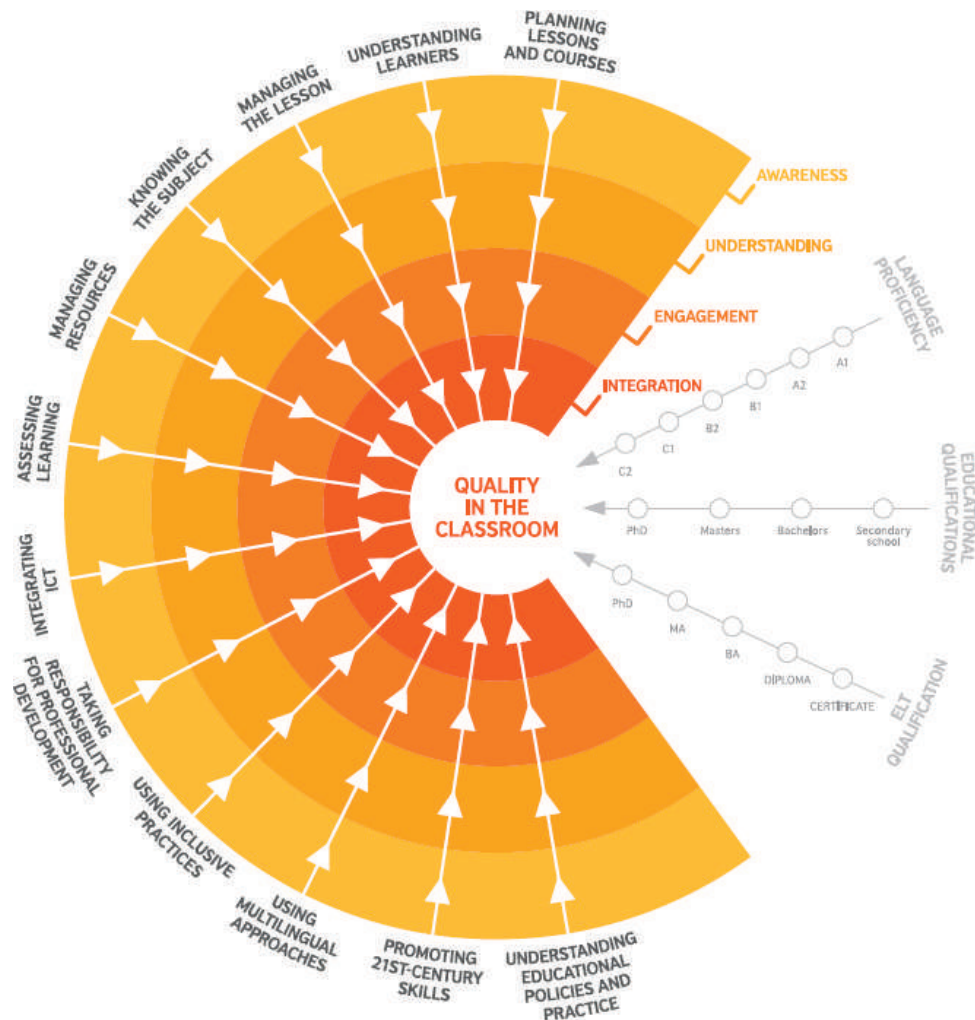 PLANNING
LESSONS
AND COURSES
UNDERSTANDING
LEARNERS
MANAGING
THE LESSON
KNOWING
THE SUBJECT
MANAGING
RESOURCES
ASSESSING
LEARNING
INTEGRATING
ICT
TAKING
RESPONSIBILITY
FOR PROFESSIONAL
DEVELOPMENT
USING INCLUSIVE
PRACTICES
USING
MULTILINGUAL
APPROACHES
PROMOTING
21ST-CENTURY
SKILLS
UNDERSTANDING
EDUCATIONAL
POLICIES AND
PRACTICE
AWARENESS
UNDERSTANDING
ENGAGEMENT
INTEGRATION
QUALITY
IN THE
CLASSROOM
LANGUAGE
PROFICIENCY
A1
A2
B1
B2
C1
C2
EDUCATIONAL
QUALIFICATIONS
PhD
Masters
Bachelors
Secondary
school
PhD
MA
BA
DIPLOMA
CERTIFICATE
ELT
QUALIFICATION